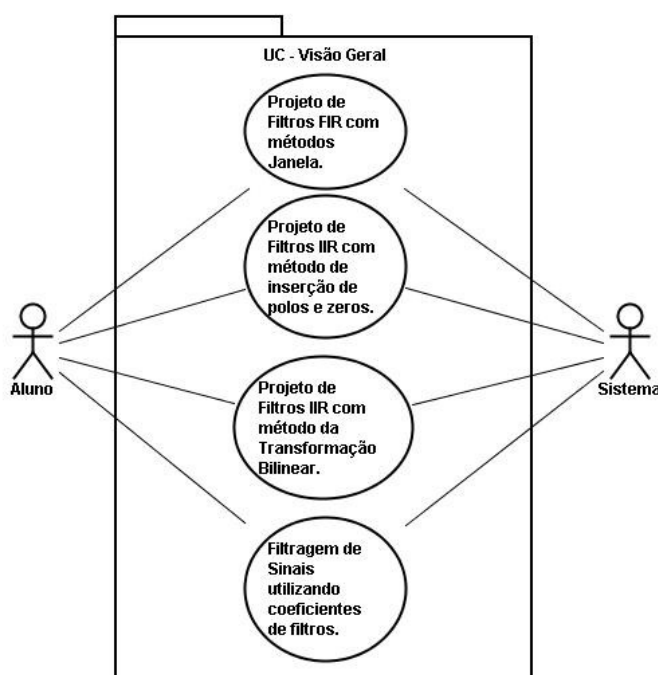 UC - Visão Geral
Projeto de
Filtros FIR com
métodos
Janela.
Projeto de
Filtros IIR com
método de
inserção de
polos e zeros.
Aluno
Sistema
Projeto de
Filtros IIR com
método da
Transformação
Bilinear.
Filtragem de
Sinais
utilizando
coeficientes
de filtros.